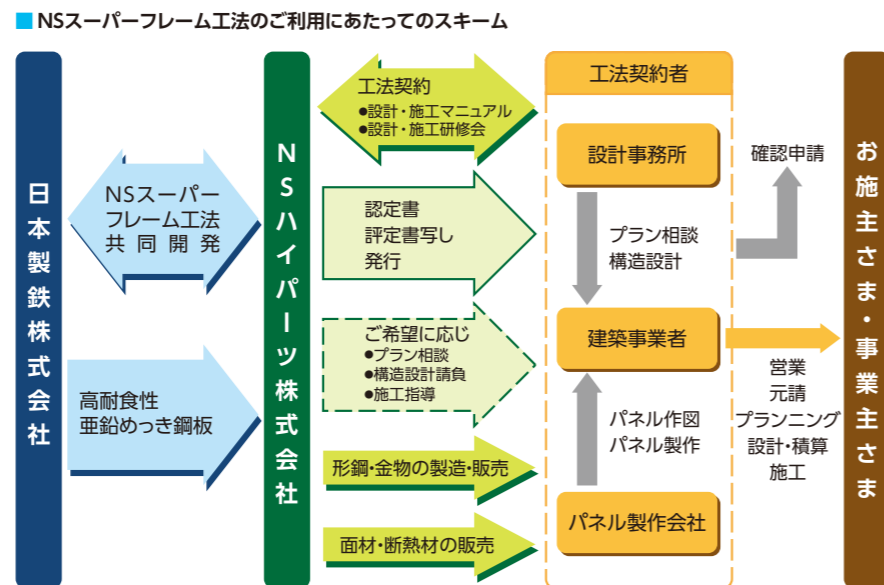 ■ NSスーパーフレーム工法のご利用にあたってのスキーム
日本製鉄株式会社
NSスーパー
フレーム工法
共同開発
高耐食性
亜鉛めっき鋼板
NSハイパーツ株式会社
工法契約
●設計・施工マニュアル
●設計・施工研修会
認定書
評定書写し
発行
ご希望に応じ
●プラン相談
●構造設計請負
●施工指導
形鋼・金物の製造・販売
面材・断熱材の販売
工法契約者
設計事務所
プラン相談
構造設計
建築事業者
パネル作図
パネル製作
パネル製作会社
確認申請
営業
元請
プランニング
設計・積算
施工
お施主さま・事業主さま